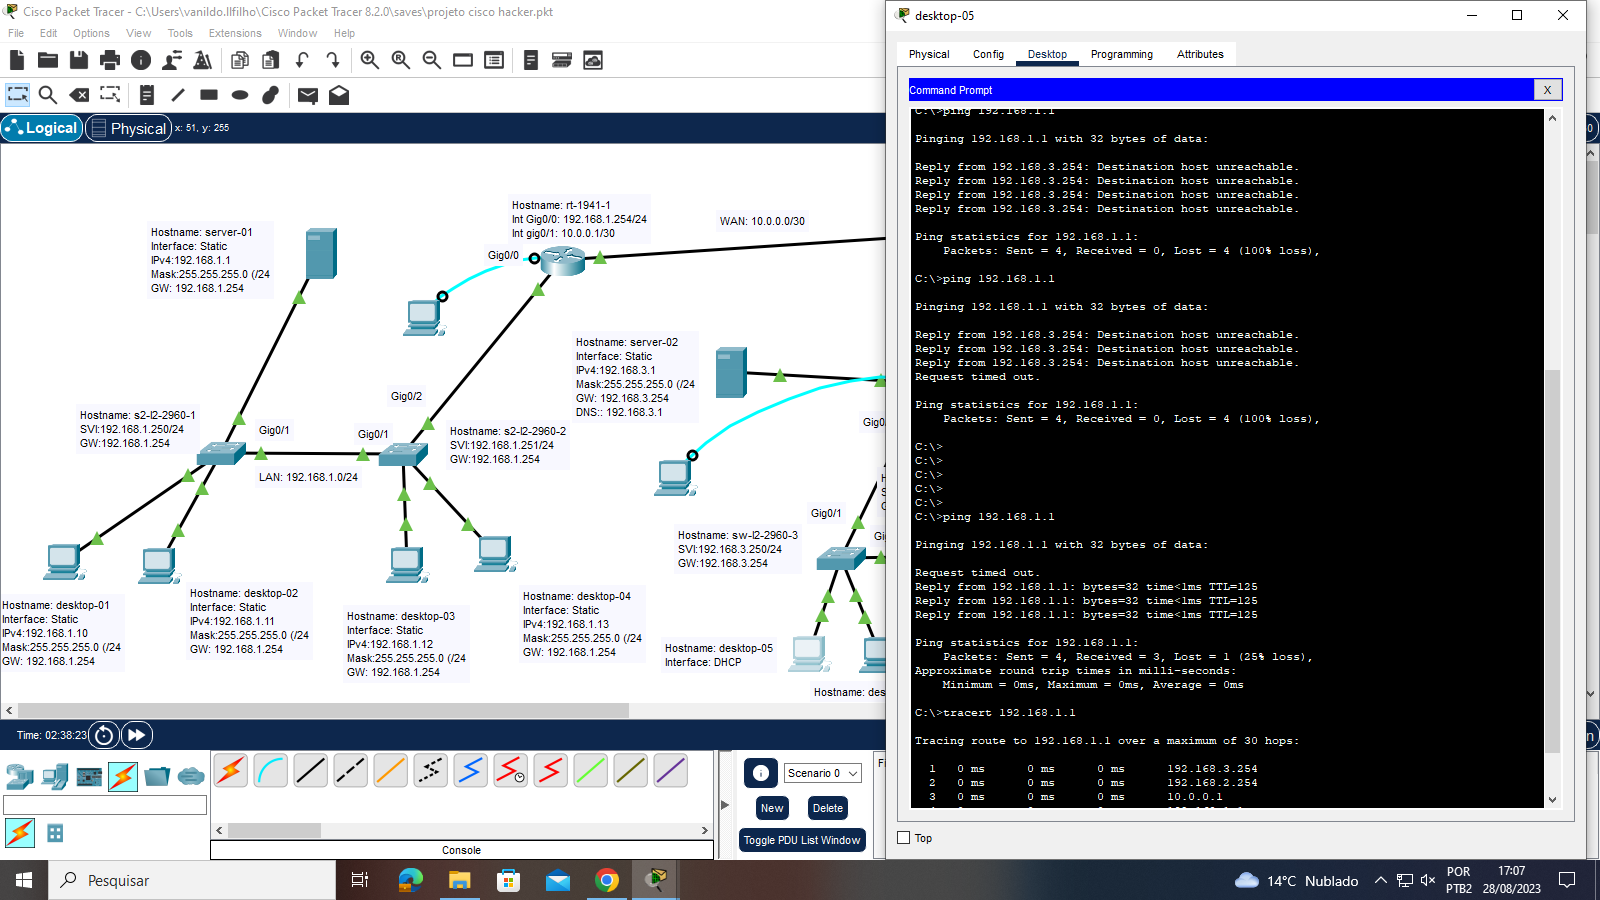 Cisco Packet Tracer - C:\Users\vanildo.llfilho\Cisco Packet Tracer 8.2.0\saves\projeto cisco hacker.pkt
File Edit Options View Tools Extensions Window Help
Logical
Physical
x: 51, y: 255
Hostname: rt-1941-1
Int Gig0/0: 192.168.1.254/24
Int gig0/1: 10.0.0.1/30
WAN: 10.0.0.0/30
Gig0/0
Hostname: server-01
Interface: Static
IPv4:192.168.1.1
Mask:255.255.255.0 (/24
GW: 192.168.1.254
Hostname: server-02
Interface: Static
IPv4:192.168.3.1
Mask:255.255.255.0 (/24
GW: 192.168.3.254
DNS:: 192.168.3.1
Gig0/2
Hostname: s2-l2-2960-1
SVI:192.168.1.250/24
GW:192.168.1.254
Gig0/1
Gig0/1
Hostname: s2-l2-2960-2
SVI:192.168.1.251/24
GW:192.168.1.254
LAN: 192.168.1.0/24
Gig0/1
Hostname: sw-l2-2960-3
SVI:192.168.3.250/24
GW:192.168.3.254
Hostname: desktop-01
Interface: Static
IPv4:192.168.1.10
Mask:255.255.255.0 (/24
GW: 192.168.1.254
Hostname: desktop-02
Interface: Static
IPv4:192.168.1.11
Mask:255.255.255.0 (/24
GW: 192.168.1.254
Hostname: desktop-03
Interface: Static
IPv4:192.168.1.12
Mask:255.255.255.0 (/24
GW: 192.168.1.254
Hostname: desktop-04
Interface: Static
IPv4:192.168.1.13
Mask:255.255.255.0 (/24
GW: 192.168.1.254
Hostname: desktop-05
Interface: DHCP
Hostname: des
Time: 02:38:23
Scenario 0
New
Delete
Toggle PDU List Window
Fi
Console
desktop-05
Physical Config Desktop Programming Attributes
Command Prompt
X
C:\>ping 192.168.1.1
Pinging 192.168.1.1 with 32 bytes of data:
Reply from 192.168.3.254: Destination host unreachable.
Reply from 192.168.3.254: Destination host unreachable.
Reply from 192.168.3.254: Destination host unreachable.
Reply from 192.168.3.254: Destination host unreachable.
Ping statistics for 192.168.1.1:
Packets: Sent = 4, Received = 0, Lost = 4 (100% loss),
C:\>ping 192.168.1.1
Pinging 192.168.1.1 with 32 bytes of data:
Reply from 192.168.3.254: Destination host unreachable.
Reply from 192.168.3.254: Destination host unreachable.
Reply from 192.168.3.254: Destination host unreachable.
Request timed out.
Ping statistics for 192.168.1.1:
Packets: Sent = 4, Received = 0, Lost = 4 (100% loss),
C:\>
C:\>
C:\>
C:\>
C:\>
C:\>ping 192.168.1.1
Pinging 192.168.1.1 with 32 bytes of data:
Request timed out.
Reply from 192.168.1.1: bytes=32 time<1ms TTL=125
Reply from 192.168.1.1: bytes=32 time<1ms TTL=125
Reply from 192.168.1.1: bytes=32 time<1ms TTL=125
Ping statistics for 192.168.1.1:
Packets: Sent = 4, Received = 3, Lost = 1 (25% loss),
Approximate round trip times in milli-seconds:
Minimum = 0ms, Maximum = 0ms, Average = 0ms
C:\>tracert 192.168.1.1
Tracing route to 192.168.1.1 over a maximum of 30 hops:
1 0 ms 0 ms 0 ms 192.168.3.254
2 0 ms 0 ms 0 ms 192.168.2.254
3 0 ms 0 ms 0 ms 10.0.0.1
Top
Pesquisar
14°C Nublado
POR
PTB2
17:07
28/08/2023